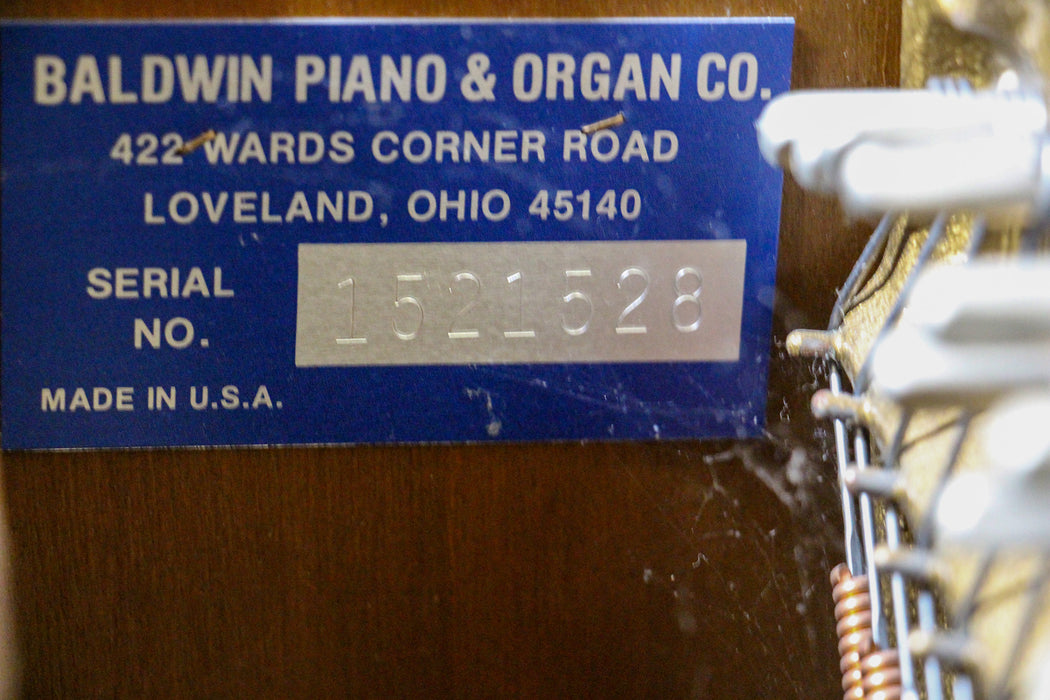 BALDWIN PIANO & ORGAN CO.
422 WARDS CORNER ROAD
LOVELAND, OHIO 45140
SERIAL
NO.
1521528
MADE IN U.S.A.